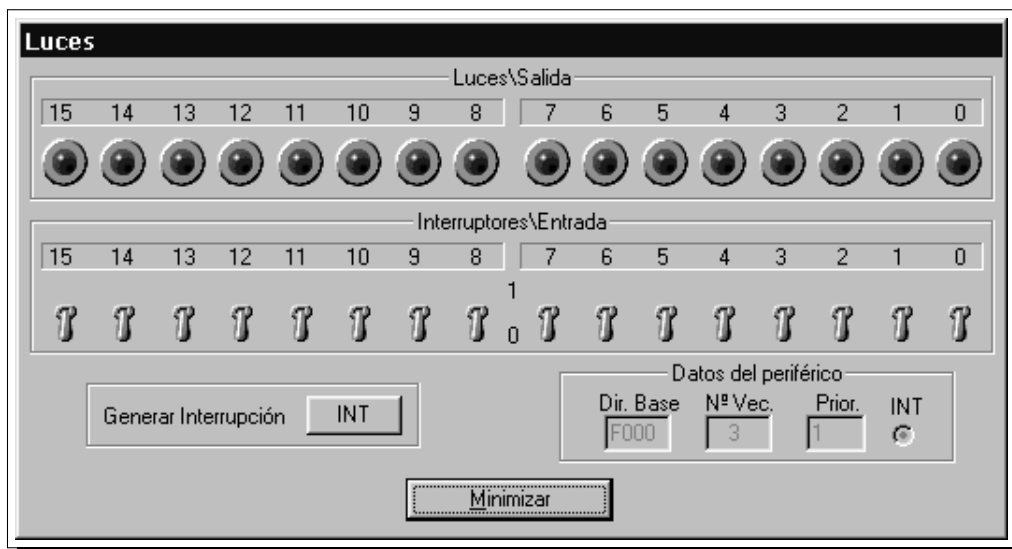 Luces
Luces\Salida
15 14 13 12 11 10 9 8 7 6 5 4 3 2 1 0
Interruptores\Entrada
15 14 13 12 11 10 9 8 7 6 5 4 3 2 1 0
1
0
Datos del periférico
Dir. Base Nº Vec. Prior. INT
F000 3 1
Generar Interrupción INT
Minimizar